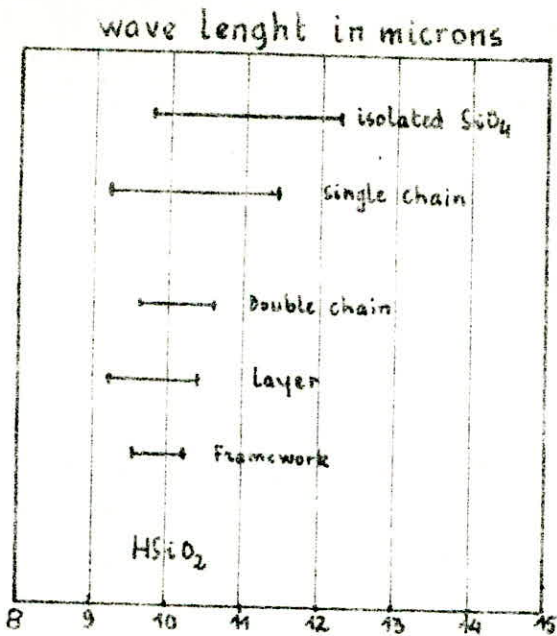 wave lenght in microns
isolated SiO4
single chain
Double chain
Layer
Framework
HSiO2
8 9 10 11 12 13 14 15